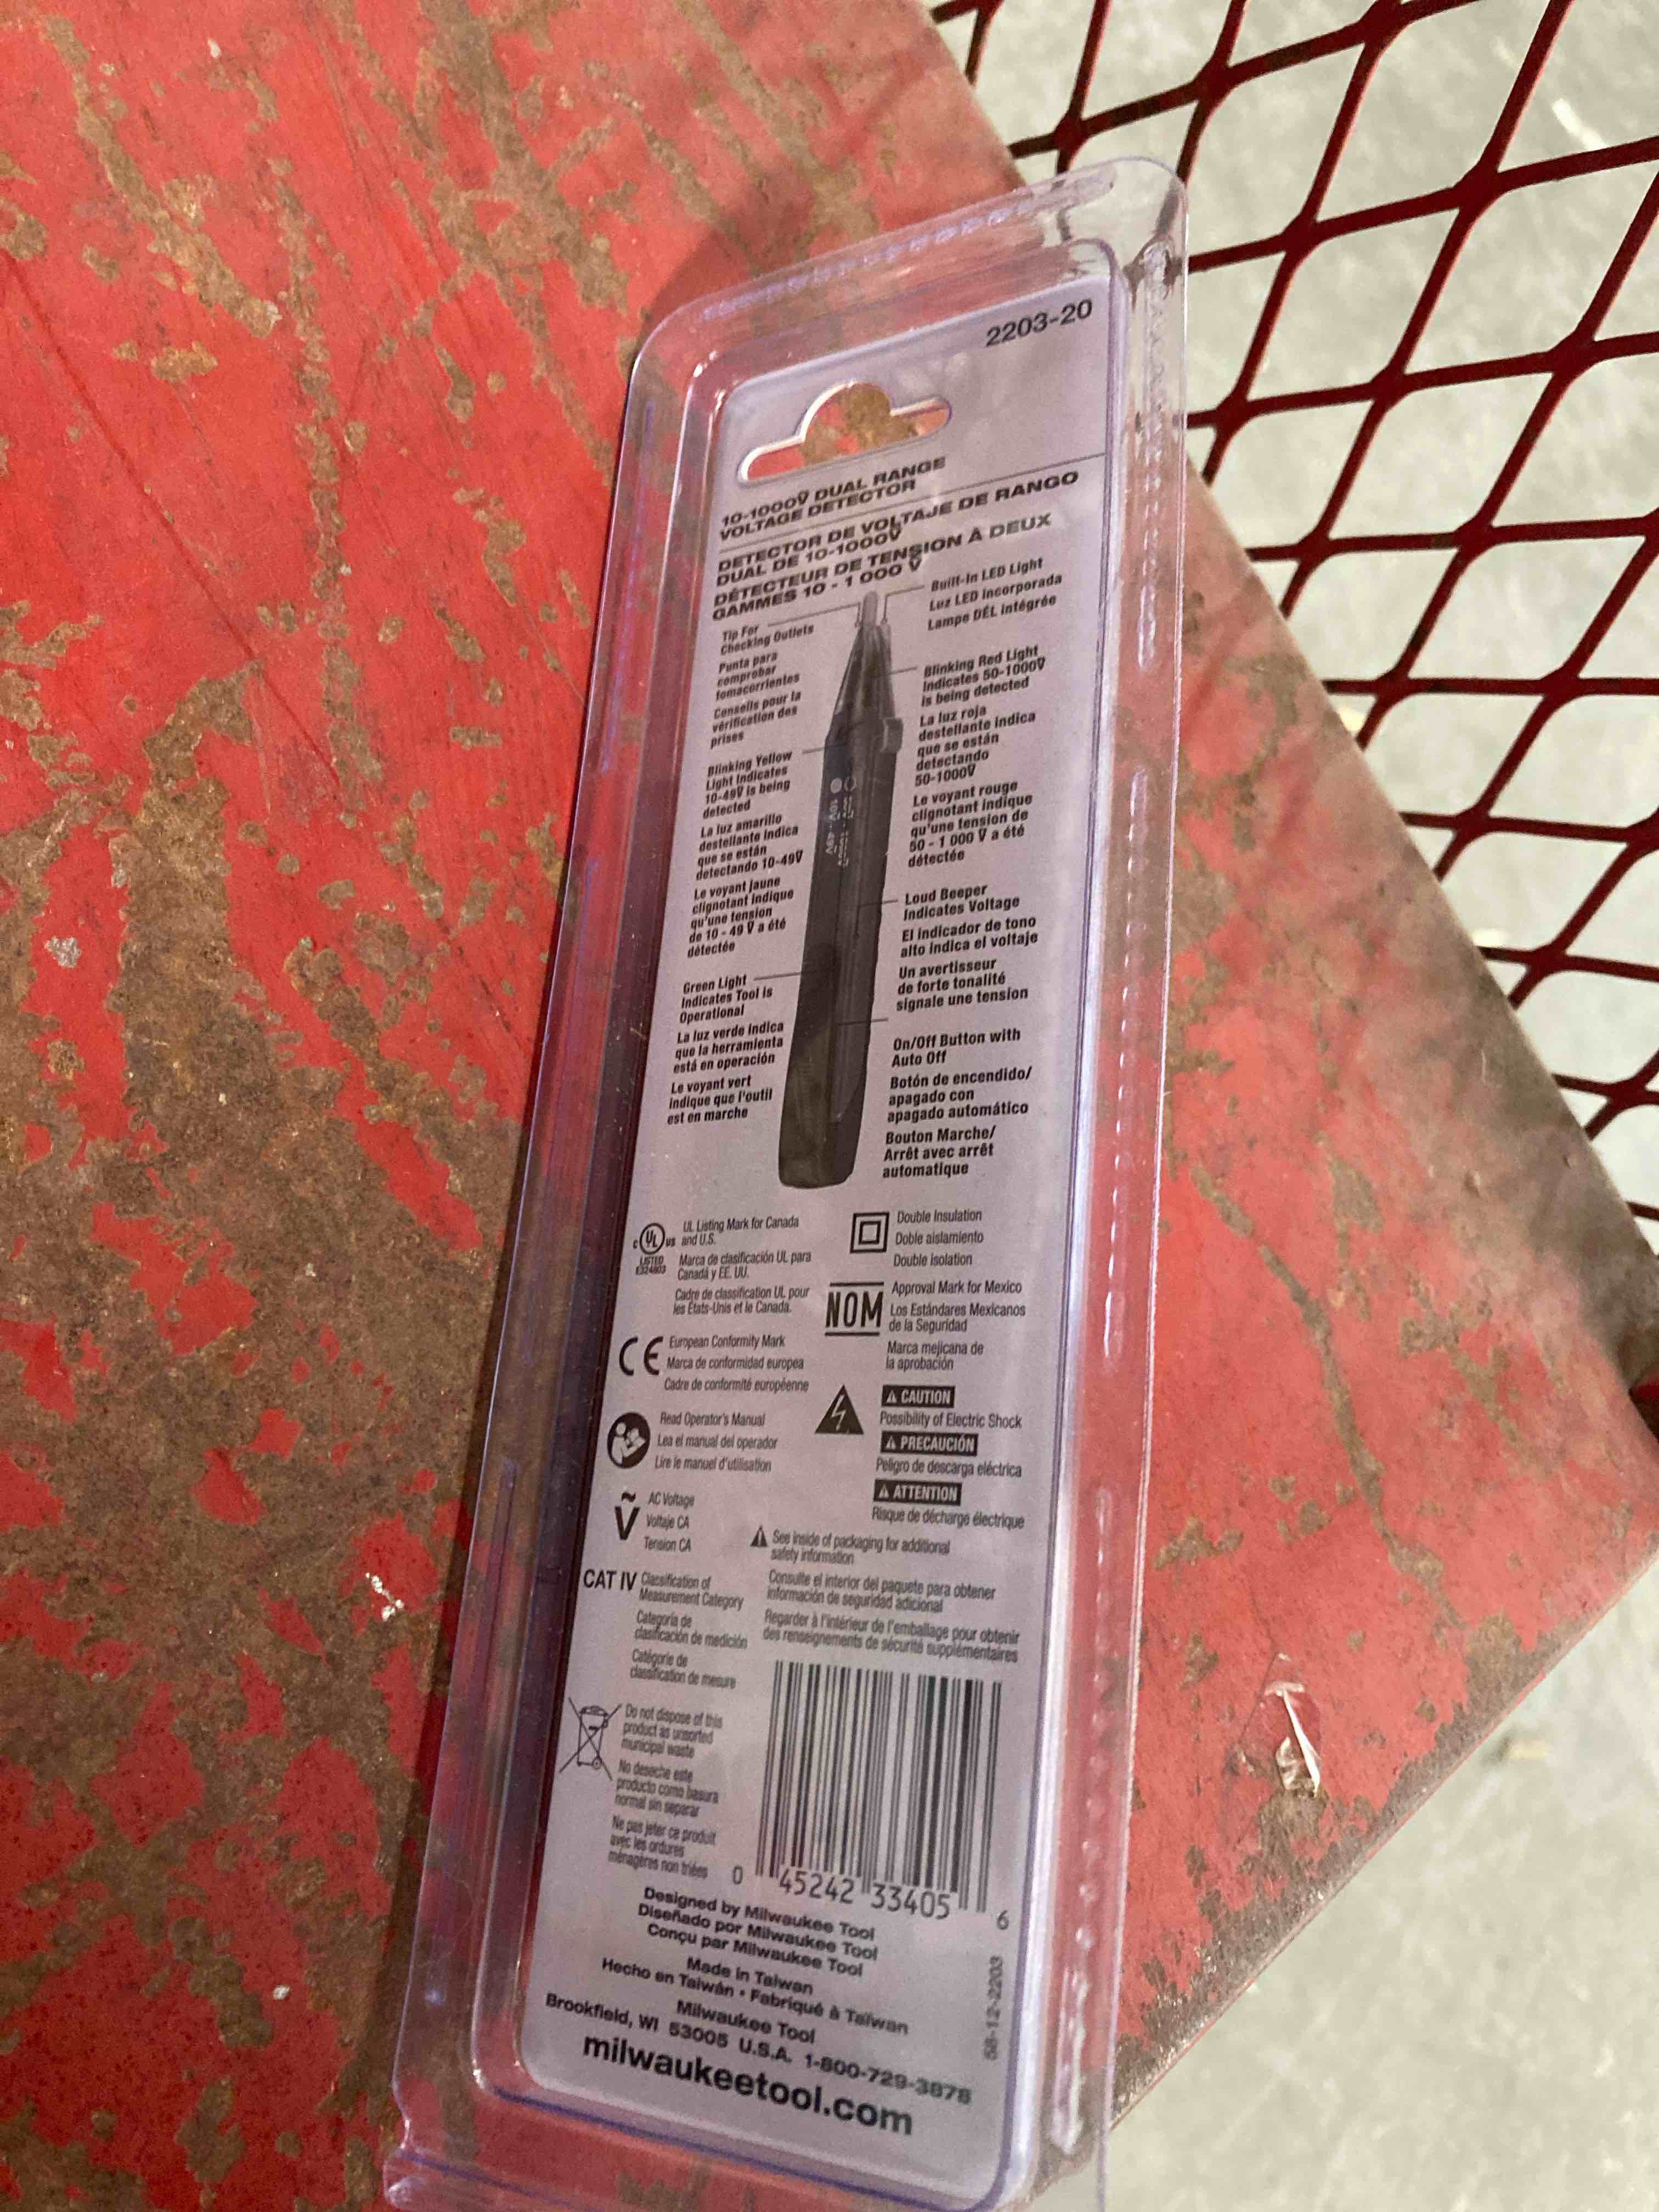 2203-20
10-1000V DUAL RANGE
VOLTAGE DETECTOR
DETECTOR DE VOLTAJE DE RANGO
DUAL DE 10-1000V
DÉTECTEUR DE TENSION À DEUX
GAMMES 10 - 1 000 V
Tip For
Checking Outlets
Punta para
comprobar
tomacorrientes
Conseils pour la
vérification des
prises
Blinking Yellow
Light Indicates
10-49V is being
detected
La luz amarillo
destellante indica
que se están
detectando 10-49V
Le voyant jaune
clignotant indique
qu'une tension
de 10 - 49 V a été
détectée
Green Light
Indicates Tool is
Operational
La luz verde indica
que la herramienta
está en operación
Le voyant vert
indique que l'outil
est en marche
Built-In LED Light
Luz LED incorporada
Lampe DÉL intégrée
Blinking Red Light
Indicates 50-1000V
is being detected
La luz roja
destellante indica
que se están
detectando
50-1000V
Le voyant rouge
clignotant indique
qu'une tension de
50 - 1 000 V a été
détectée
Loud Beeper
Indicates Voltage
El indicador de tono
alto indica el voltaje
Un avertisseur
de forte tonalité
signale une tension
On/Off Button with
Auto Off
Botón de encendido/
apagado con
apagado automático
Bouton Marche/
Arrêt avec arrêt
automatique
10V - 49V
c UL us
LISTED
E324803
UL Listing Mark for Canada
and U.S.
Marca de clasificación UL para
Canadá y EE. UU.
Cadre de classification UL pour
les États-Unis et le Canada.
CE
European Conformity Mark
Marca de conformidad europea
Cadre de conformité européenne
Read Operator's Manual
Lea el manual del operador
Lire le manuel d'utilisation
V
AC Voltage
Voltaje CA
Tension CA
CAT IV
Classification of
Measurement Category
Categoría de
clasificación de medición
Catégorie de
classification de mesure
Do not dispose of this
product as unsorted
municipal waste
No deseche este
producto como basura
normal sin separar
Ne pas jeter ce produit
avec les ordures
ménagères non triées
Double Insulation
Doble aislamiento
Double isolation
NOM
Approval Mark for Mexico
Los Estándares Mexicanos
de la Seguridad
Marca mejicana de
la aprobación
CAUTION
Possibility of Electric Shock
PRECAUCIÓN
Peligro de descarga eléctrica
ATTENTION
Risque de décharge électrique
See inside of packaging for additional
safety information
Consulte el interior del paquete para obtener
información de seguridad adicional
Regarder à l'intérieur de l'emballage pour obtenir
des renseignements de sécurité supplémentaires
0 45242 33405 6
Designed by Milwaukee Tool
Diseñado por Milwaukee Tool
Conçu par Milwaukee Tool
Made in Taiwan
Hecho en Taiwán • Fabriqué à Taïwan
Milwaukee Tool
Brookfield, WI 53005 U.S.A. 1-800-729-3878
milwaukeetool.com
58-12-2203